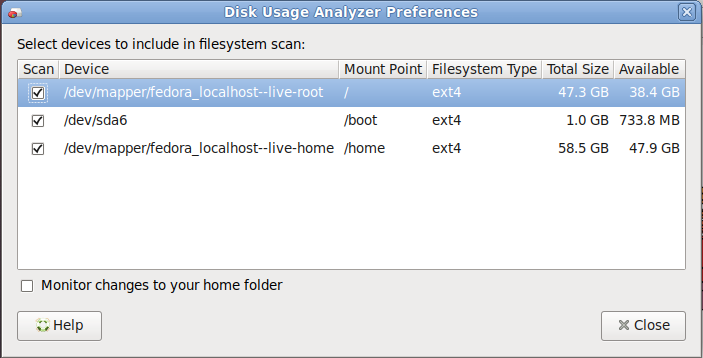 Disk Usage Analyzer Preferences
Select devices to include in filesystem scan:
Scan Device Mount Point Filesystem Type Total Size Available
/dev/mapper/fedora_localhost--live-root / ext4 47.3 GB 38.4 GB
/dev/sda6 /boot ext4 1.0 GB 733.8 MB
/dev/mapper/fedora_localhost--live-home /home ext4 58.5 GB 47.9 GB
Monitor changes to your home folder
Help Close